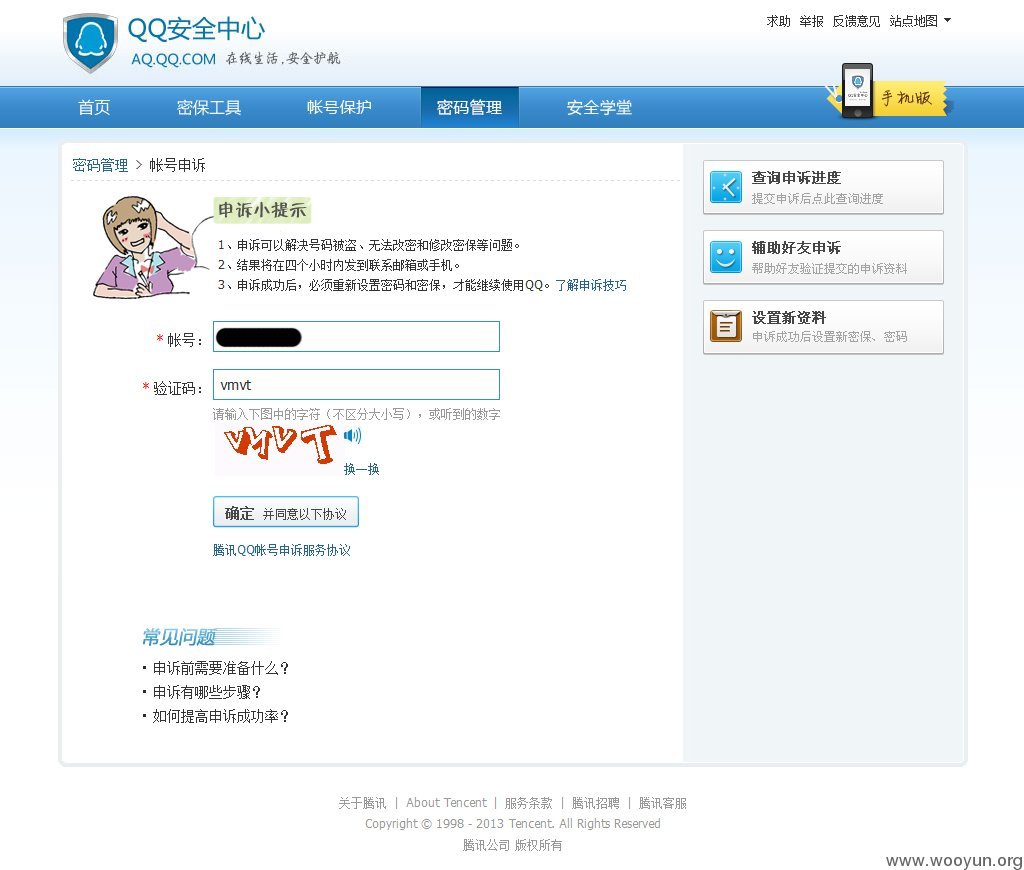 QQ安全中心
AQ.QQ.COM 在线生活,安全护航
求助 举报 反馈意见 站点地图
首页 密保工具 帐号保护 密码管理 安全学堂 手机版
密码管理 > 帐号申诉
申诉小提示
1、申诉可以解决号码被盗、无法改密和修改密保等问题。
2、结果将在四个小时内发到联系邮箱或手机。
3、申诉成功后，必须重新设置密码和密保，才能继续使用QQ。了解申诉技巧
* 帐号：
* 验证码： vmvt
请输入下图中的字符（不区分大小写），或听到的数字
VMVT
换一换
确定 并同意以下协议
腾讯QQ帐号申诉服务协议
常见问题
· 申诉前需要准备什么？
· 申诉有哪些步骤？
· 如何提高申诉成功率？
查询申诉进度
提交申诉后点此查询进度
辅助好友申诉
帮助好友验证提交的申诉资料
设置新资料
申诉成功后设置新密保、密码
关于腾讯 | About Tencent | 服务条款 | 腾讯招聘 | 腾讯客服
Copyright © 1998 - 2013 Tencent. All Rights Reserved
腾讯公司 版权所有
www.wooyun.org